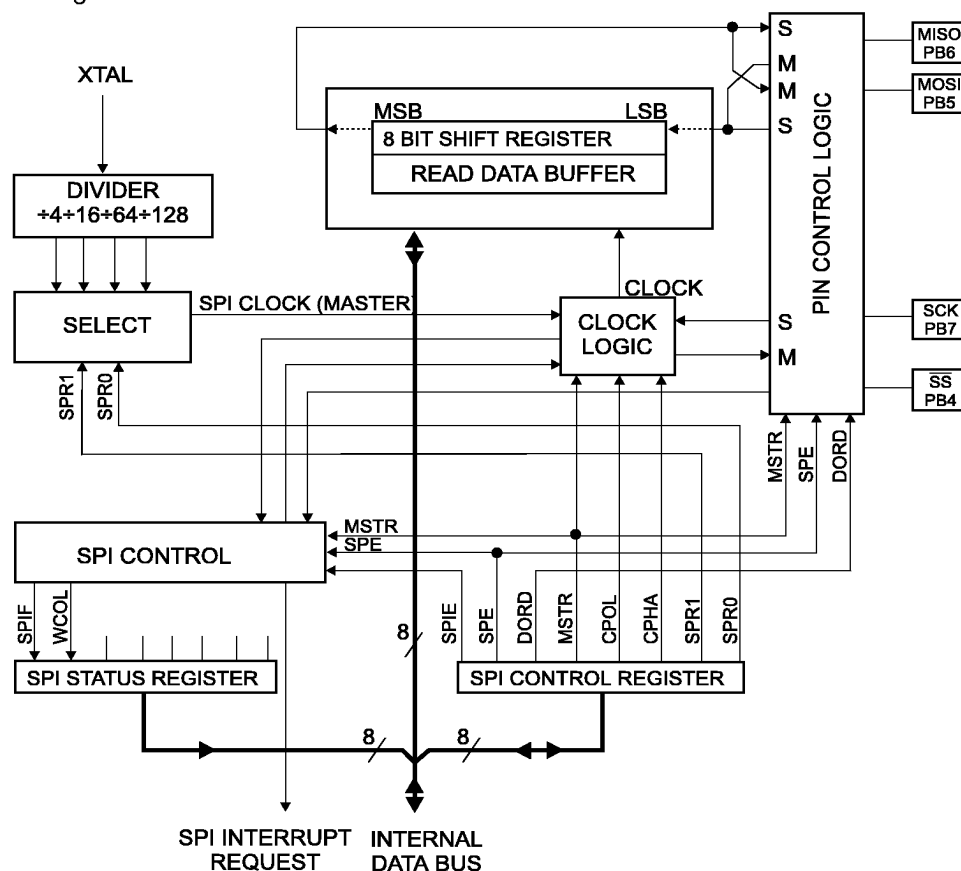 S
MISO
PB6
XTAL
M
M
MOSI
PB5
MSB
LSB
S
8 BIT SHIFT REGISTER
READ DATA BUFFER
DIVIDER
÷4÷16÷64÷128
PIN CONTROL LOGIC
SPI CLOCK (MASTER)
CLOCK
SELECT
CLOCK
LOGIC
S
M
SCK
PB7
SS
PB4
SPR1
SPR0
MSTR
SPE
DORD
SPI CONTROL
MSTR
SPE
SPIF
WCOL
8
SPIE
SPE
DORD
MSTR
CPOL
CPHA
SPR1
SPR0
SPI STATUS REGISTER
SPI CONTROL REGISTER
8
8
SPI INTERRUPT
REQUEST
INTERNAL
DATA BUS